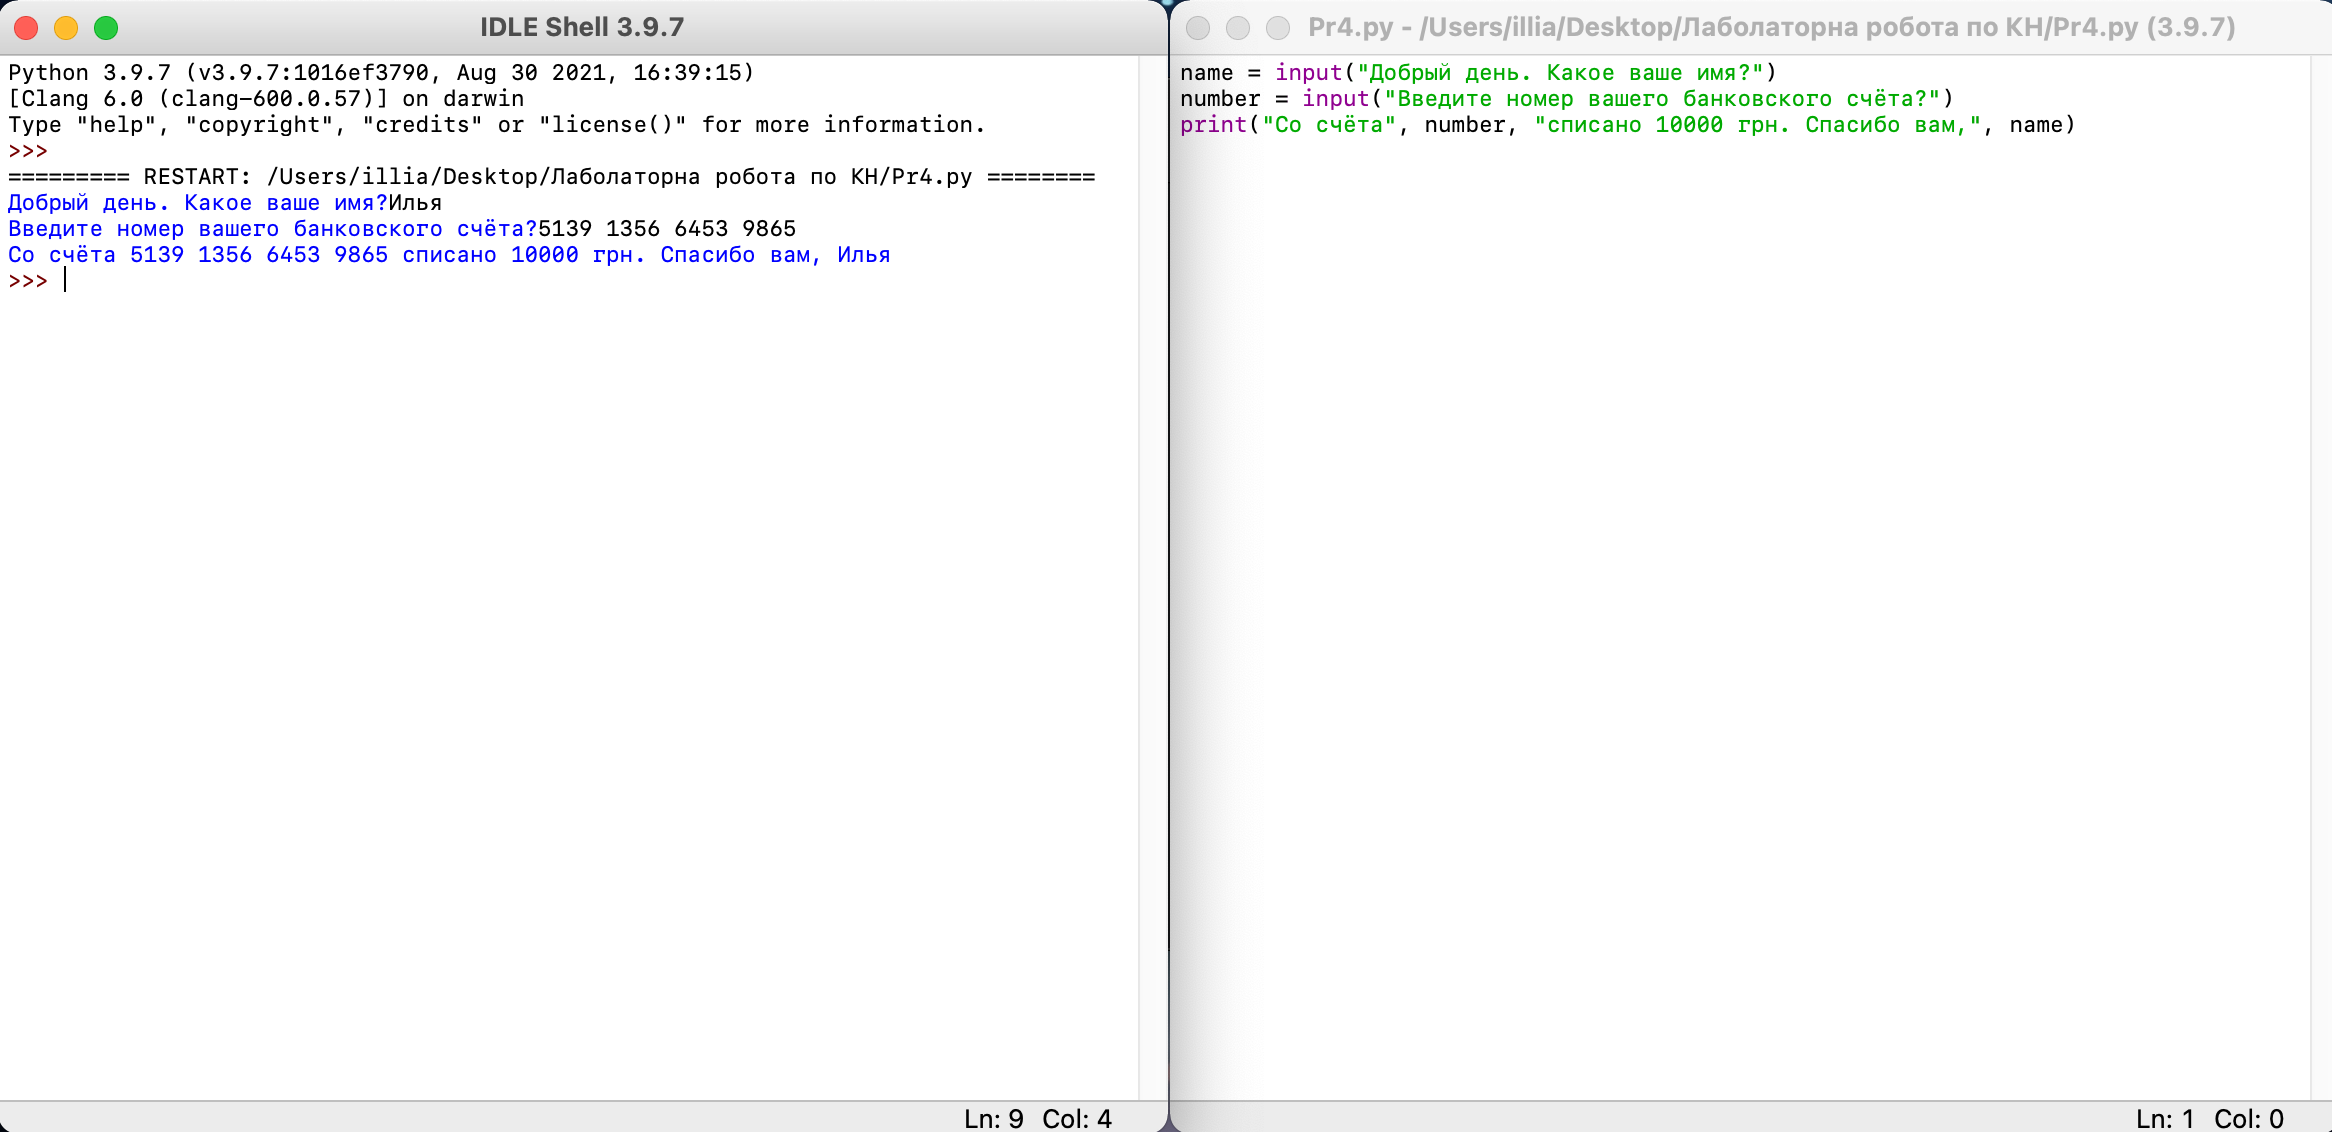 IDLE Shell 3.9.7
Python 3.9.7 (v3.9.7:1016ef3790, Aug 30 2021, 16:39:15)
[Clang 6.0 (clang-600.0.57)] on darwin
Type "help", "copyright", "credits" or "license()" for more information.
>>>
========= RESTART: /Users/illia/Desktop/Лаболаторна робота по КН/Pr4.py ========
Добрый день. Какое ваше имя?Илья
Введите номер вашего банковского счёта?5139 1356 6453 9865
Со счёта 5139 1356 6453 9865 списано 10000 грн. Спасибо вам, Илья
>>>
Ln: 9 Col: 4
Pr4.py - /Users/illia/Desktop/Лаболаторна робота по КН/Pr4.py (3.9.7)
name = input("Добрый день. Какое ваше имя?")
number = input("Введите номер вашего банковского счёта?")
print("Со счёта", number, "списано 10000 грн. Спасибо вам,", name)
Ln: 1 Col: 0